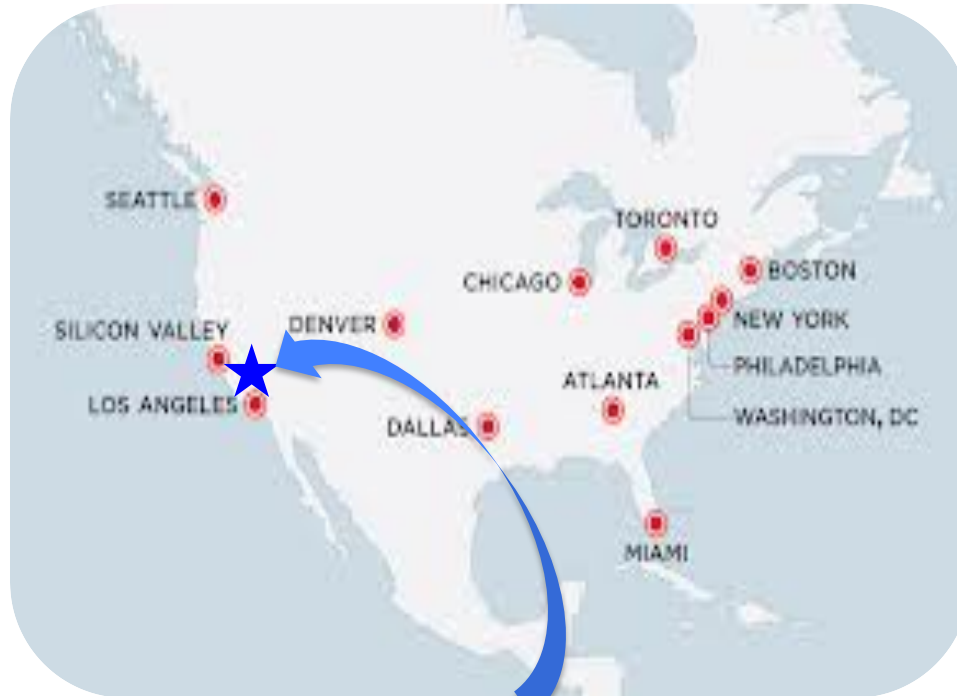 SEATTLE
TORONTO
CHICAGO
BOSTON
SILICON VALLEY
DENVER
NEW YORK
PHILADELPHIA
ATLANTA
LOS ANGELES
DALLAS
WASHINGTON, DC
MIAMI